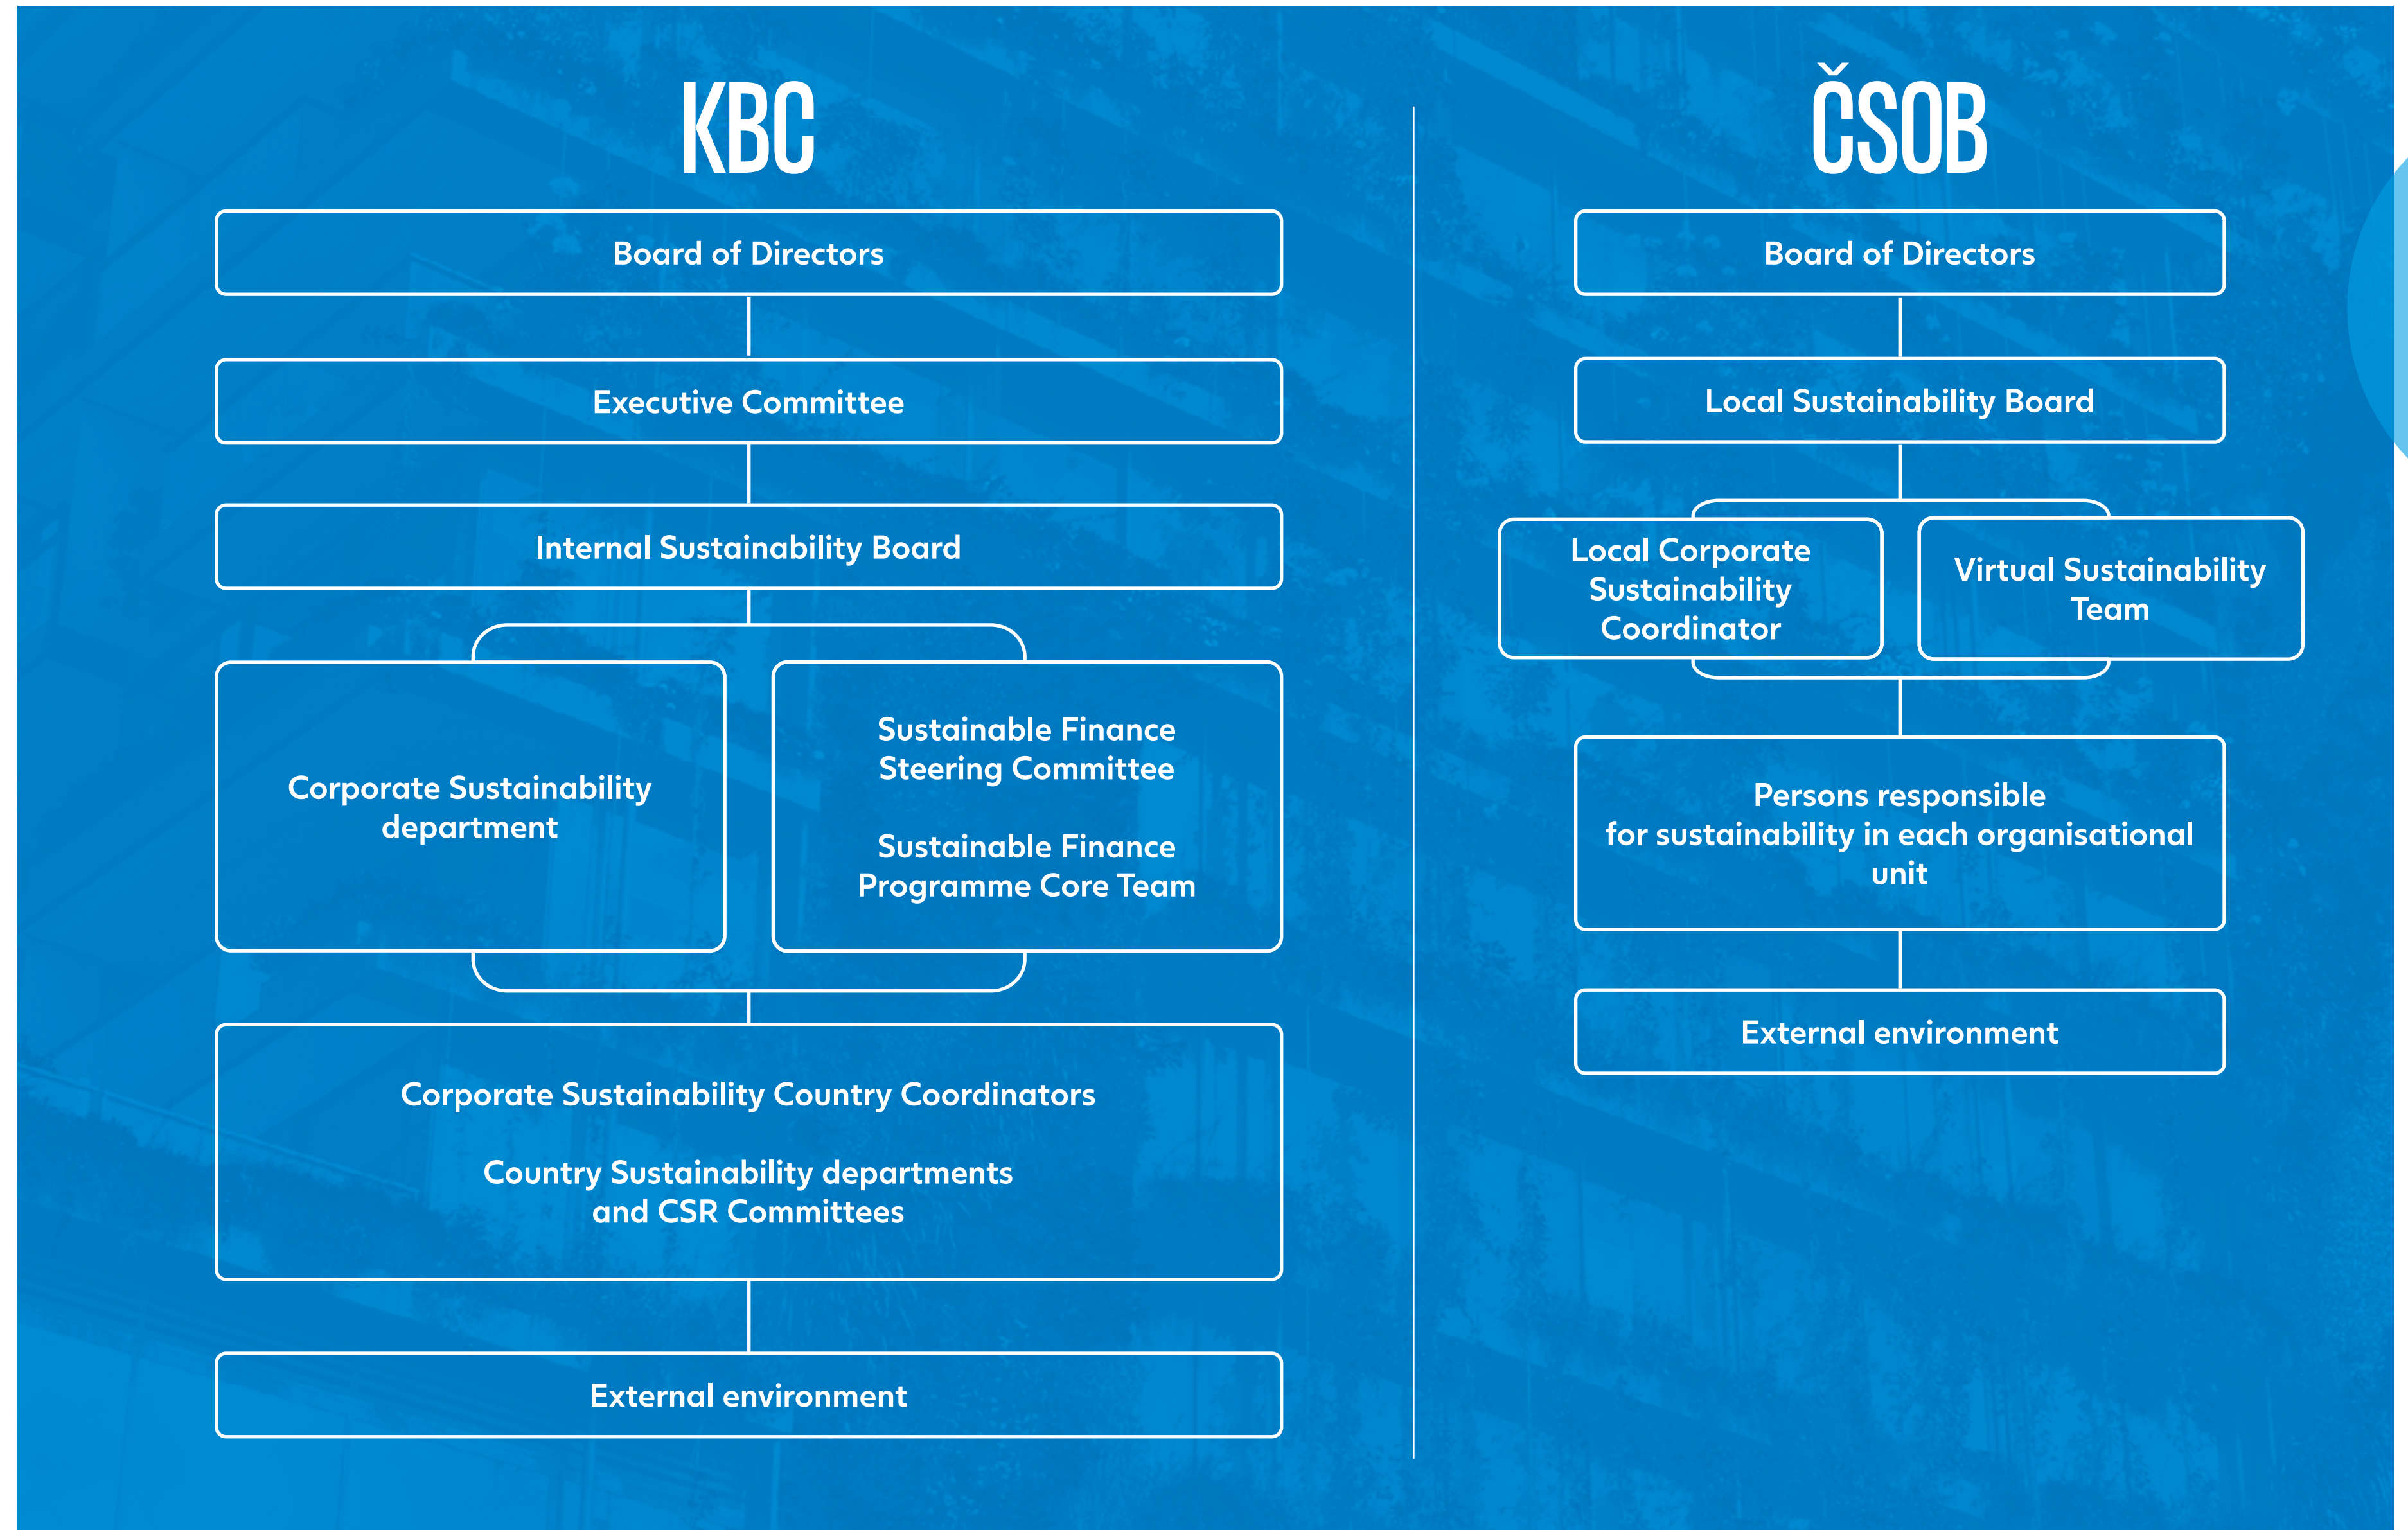 KBC
Board of Directors
Executive Committee
Internal Sustainability Board
Corporate Sustainability
department
Sustainable Finance
Steering Committee
Sustainable Finance
Programme Core Team
Corporate Sustainability Country Coordinators
Country Sustainability departments
and CSR Committees
External environment
ČSOB
Board of Directors
Local Sustainability Board
Local Corporate
Sustainability
Coordinator
Virtual Sustainability
Team
Persons responsible
for sustainability in each organisational
unit
External environment